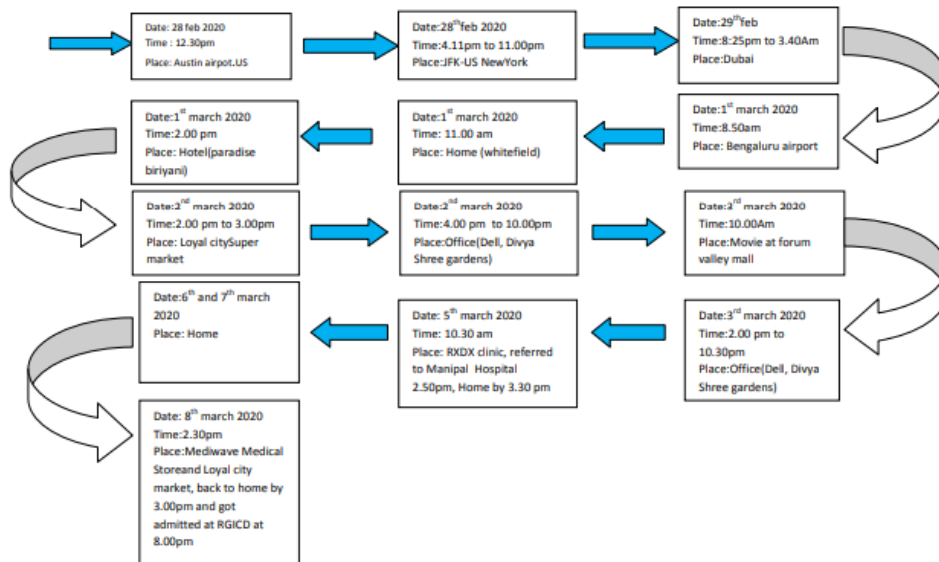 Date: 28 feb 2020
Time : 12.30pm
Place: Austin airpot.US
Date:28thfeb 2020
Time:4.11pm to 11.00pm
Place:JFK-US NewYork
Date:29thfeb
Time:8:25pm to 3.40Am
Place:Dubai
Date:1st march 2020
Time:8.50am
Place: Bengaluru airport
Date:1st march 2020
Time: 11.00 am
Place: Home (whitefield)
Date:1st march 2020
Time:2.00 pm
Place: Hotel(paradise
biriyani)
Date:2nd march 2020
Time:2.00 pm to 3.00pm
Place: Loyal citySuper
market
Date:2nd march 2020
Time:4.00 pm to 10.00pm
Place:Office(Dell, Divya
Shree gardens)
Date:3rd march 2020
Time:10.00Am
Place:Movie at forum
valley mall
Date:3rd march 2020
Time:2.00 pm to
10.30pm
Place:Office(Dell, Divya
Shree gardens)
Date: 5th march 2020
Time: 10.30 am
Place: RXDX clinic, referred
to Manipal Hospital
2.50pm, Home by 3.30 pm
Date:6th and 7th march
2020
Place: Home
Date: 8th march 2020
Time:2.30pm
Place:Mediwave Medical
Storeand Loyal city
market, back to home by
3.00pm and got
admitted at RGICD at
8.00pm